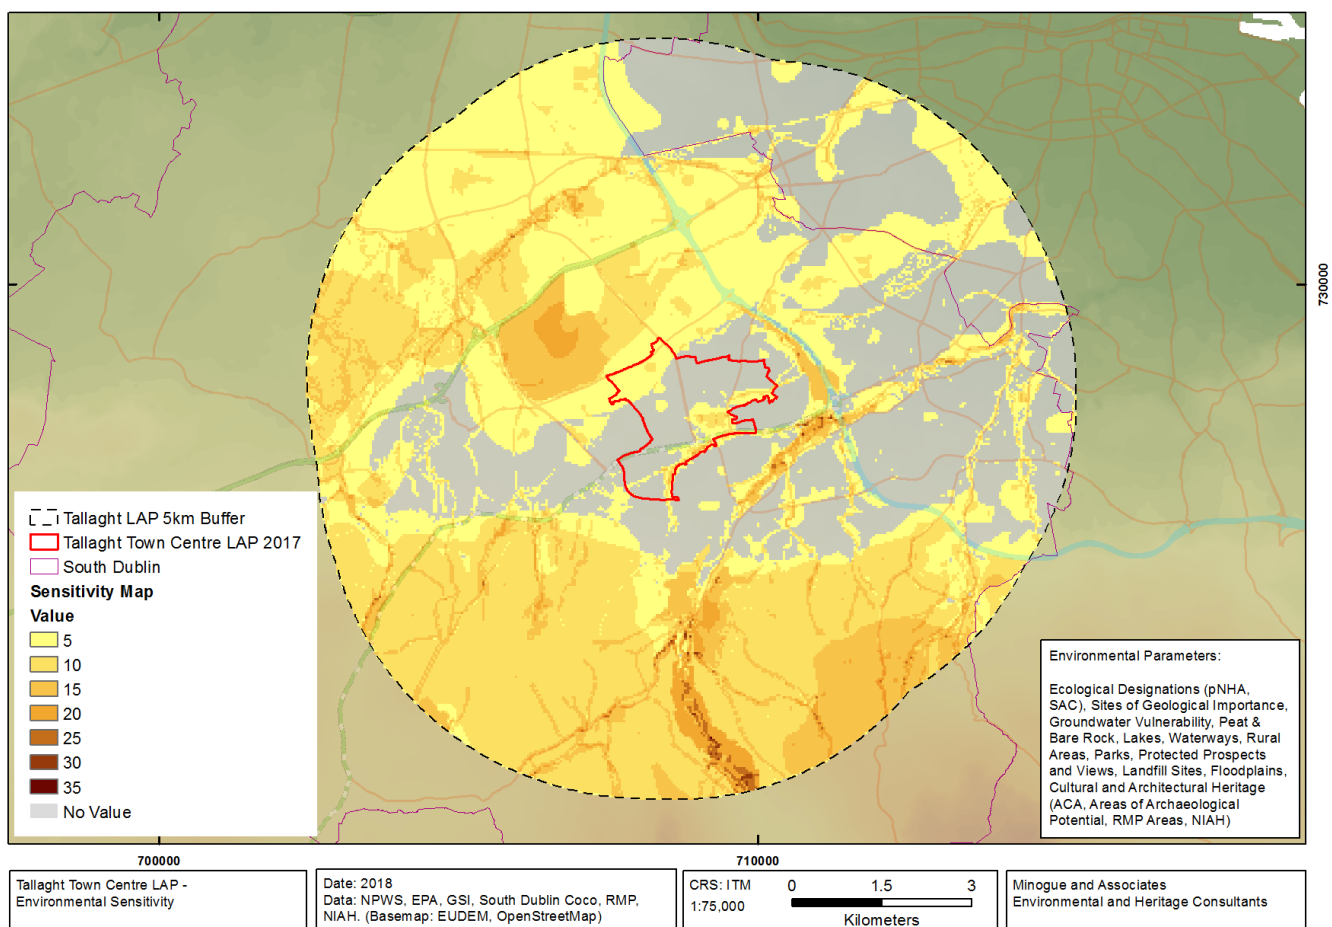 730000
Tallaght LAP 5km Buffer
Tallaght Town Centre LAP 2017
South Dublin
Sensitivity Map
Value
5
10
15
20
25
30
35
No Value
Environmental Parameters:
Ecological Designations (pNHA,
SAC), Sites of Geological Importance,
Groundwater Vulnerability, Peat &
Bare Rock, Lakes, Waterways, Rural
Areas, Parks, Protected Prospects
and Views, Landfill Sites, Floodplains,
Cultural and Architectural Heritage
(ACA, Areas of Archaeological
Potential, RMP Areas, NIAH)
700000
710000
Tallaght Town Centre LAP -
Environmental Sensitivity
Date: 2018
Data: NPWS, EPA, GSI, South Dublin Coco, RMP,
NIAH. (Basemap: EUDEM, OpenStreetMap)
CRS: ITM
1:75,000
0 1.5 3
Kilometers
Minogue and Associates
Environmental and Heritage Consultants